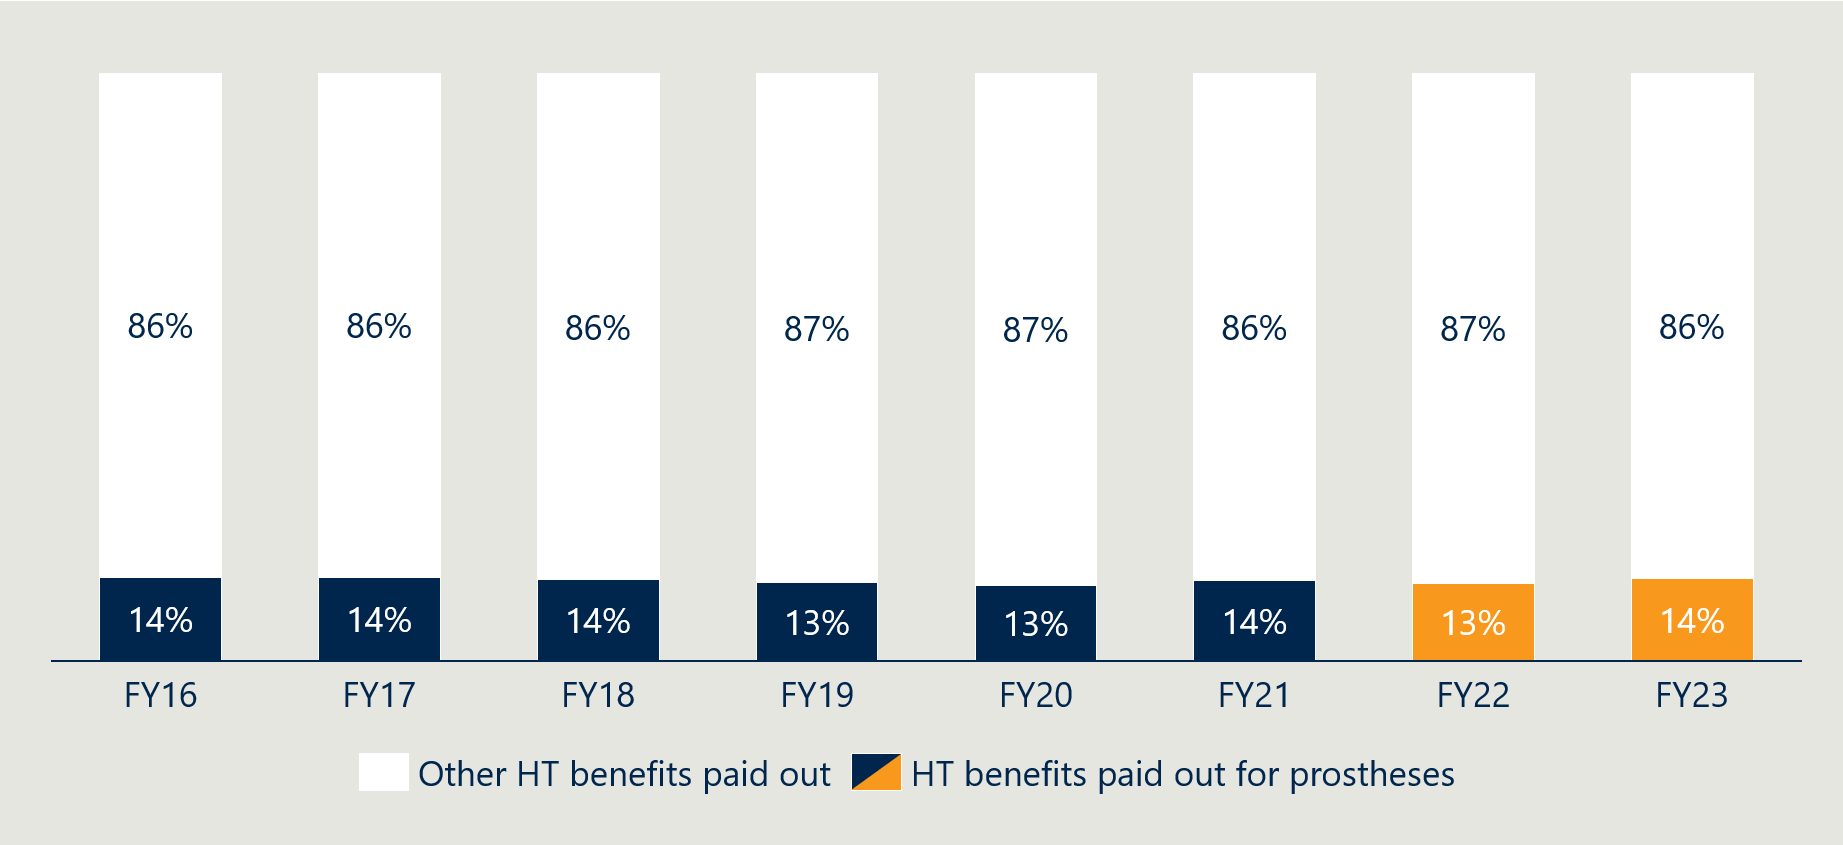 86% 86% 86% 87% 87% 86% 87% 86%
14% 14% 14% 13% 13% 14% 13% 14%
FY16 FY17 FY18 FY19 FY20 FY21 FY22 FY23
Other HT benefits paid out HT benefits paid out for prostheses